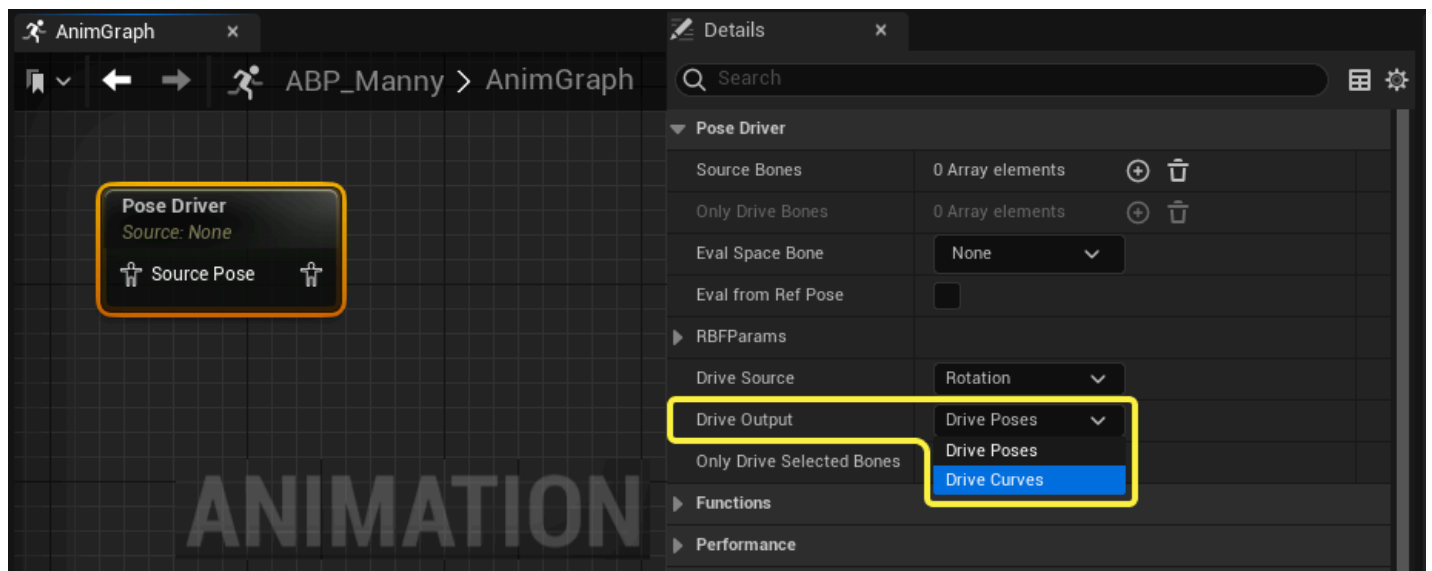 AnimGraph
ABP_Manny > AnimGraph
Pose Driver
Source: None
Source Pose
ANIMATION
Details
Search
Pose Driver
Source Bones 0 Array elements
Only Drive Bones 0 Array elements
Eval Space Bone None
Eval from Ref Pose
RBFParams
Drive Source Rotation
Drive Output Drive Poses
Drive Poses
Only Drive Selected Bones
Drive Curves
Functions
Performance